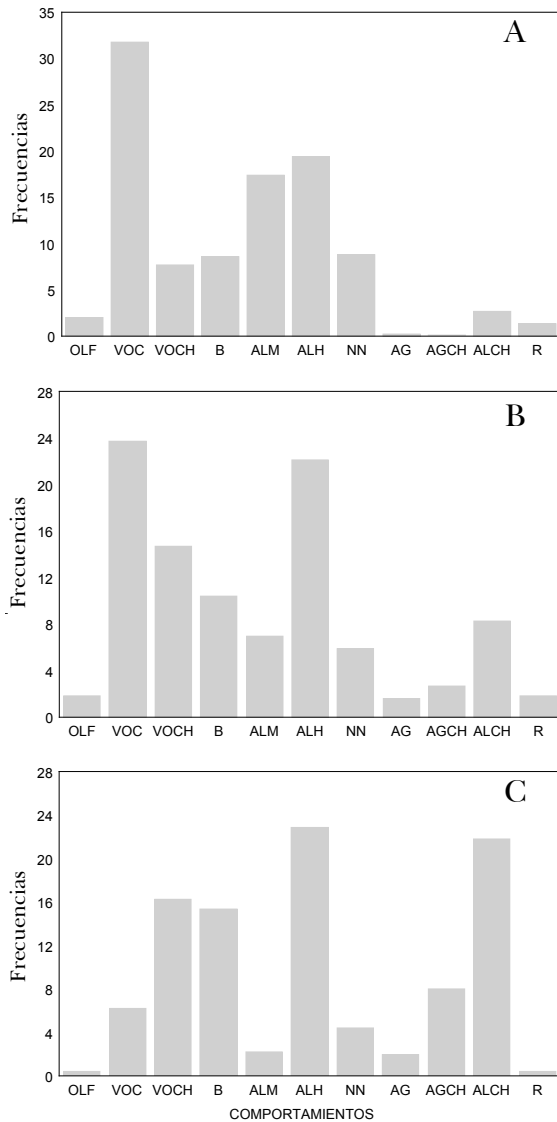 A
35
30
25
20
15
10
5
0
Frecuencias
OLF VOC VOCH B ALM ALH NN AG AGCH ALCH R
B
28
24
20
16
12
8
4
0
Frecuencias
OLF VOC VOCH B ALM ALH NN AG AGCH ALCH R
C
28
24
20
16
12
8
4
0
Frecuencias
OLF VOC VOCH B ALM ALH NN AG AGCH ALCH R
COMPORTAMIENTOS